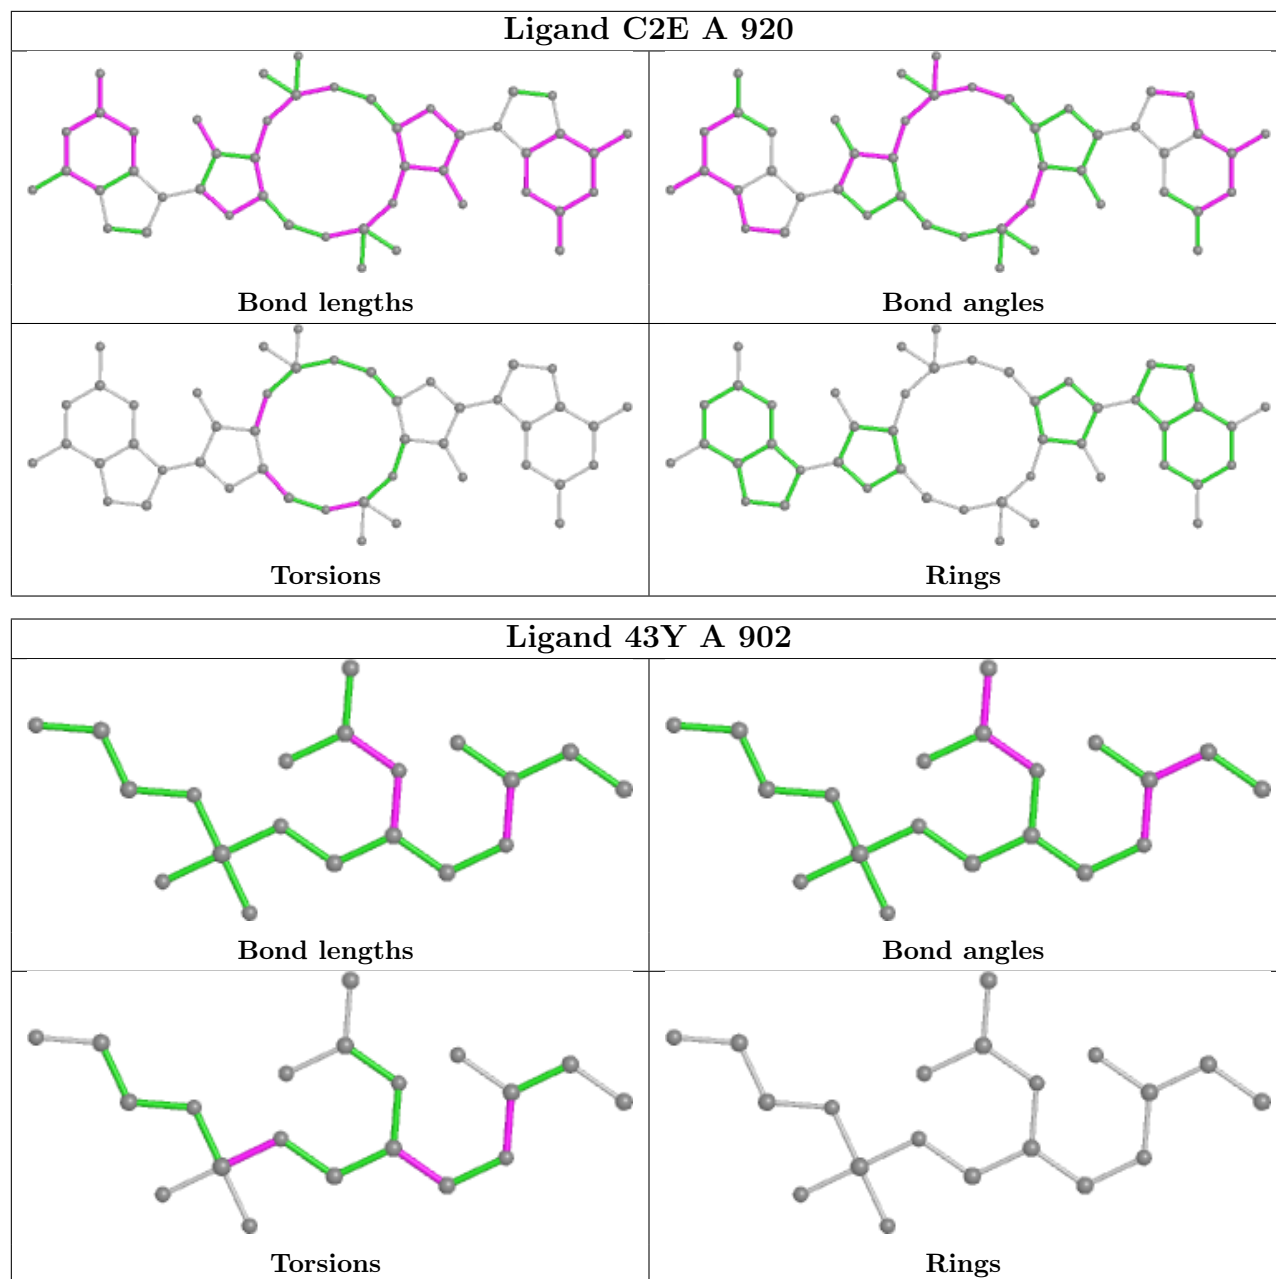 Ligand C2E A 920
Bond lengths
Bond angles
Torsions
Rings
Ligand 43Y A 902
Bond lengths
Bond angles
Torsions
Rings